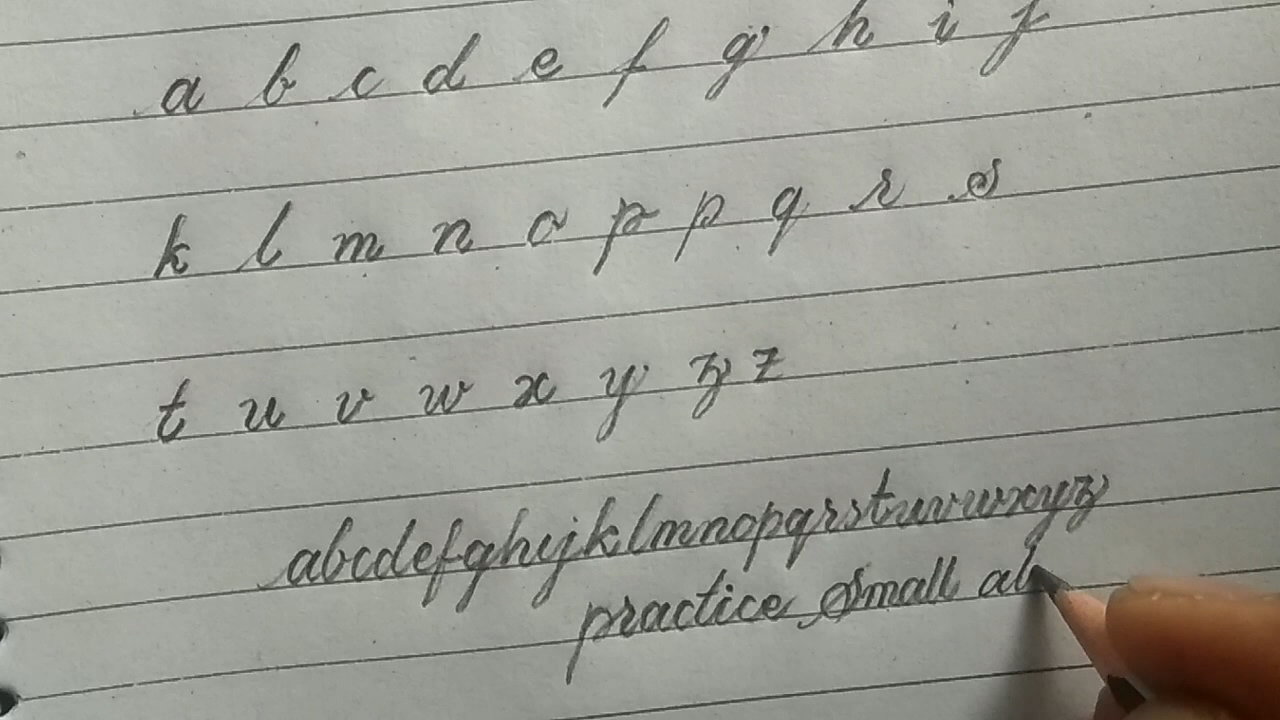 a b c d e f g h i j
k l m n o p p q r s
t u v w x y z z
abcdefghijklmnopqrstuvwxyz
practice small al